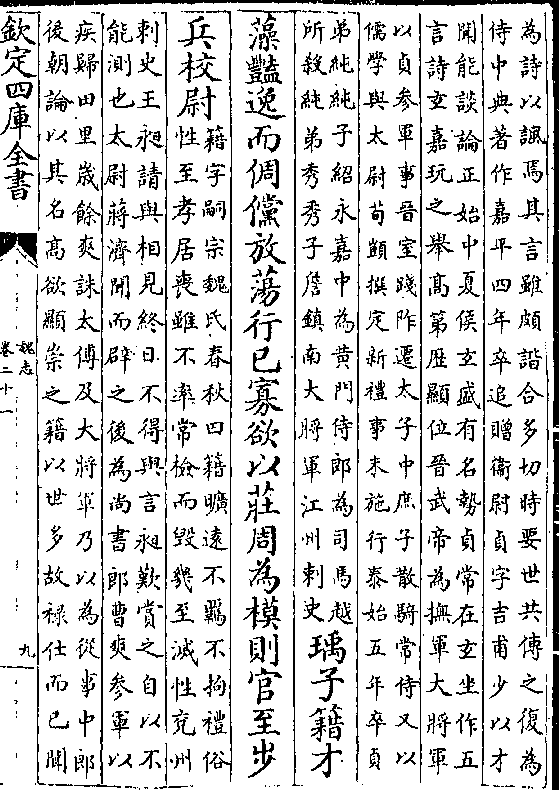 為詩以諷焉其言雖頗諧合多切時要世共傳之復為
侍中典著作嘉平四年卒追贈衛尉貞字吉甫少以才
聞能談論正始中夏侯玄盛有名勢貞常在玄坐作五
言詩玄嘉玩之舉高第歴顯位晉武帝為撫軍大將軍
以貞參軍事晉室踐阼遷太子中庶子散騎常侍又以
儒學與太尉荀顗撰定新禮事未施行泰始五年卒貞
弟純純子紹永嘉中為黄門侍郎為司馬越
所殺純弟秀秀子詹鎮南大將軍江州刺史
瑀子籍才
藻豔逸而倜儻放蕩行己寡欲以莊周為模則官至步
兵校尉
籍字嗣宗魏氏春秋曰籍曠達不羈不拘禮俗
性至孝居喪雖不率常檢而毁幾至滅性兖州
刺史王昶請與相見終日不得與言昶歎賞之自以不
能測也太尉蔣濟聞而辟之後為尚書郎曹爽參軍以
疾歸田里嵗餘爽誅太傅及大將軍乃以為從事中郎
後朝論以其名高欲顯崇之籍以世多故禄仕而已聞
欽定四庫全書
魏志
卷二十一
九